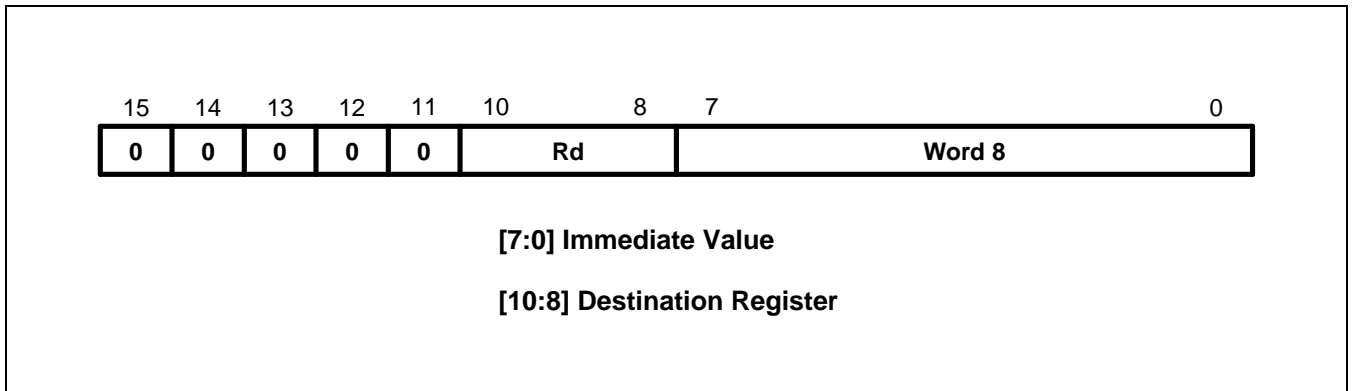 15 14 13 12 11 10 8 7 0
0 0 0 0 0 Rd Word 8
[7:0] Immediate Value
[10:8] Destination Register